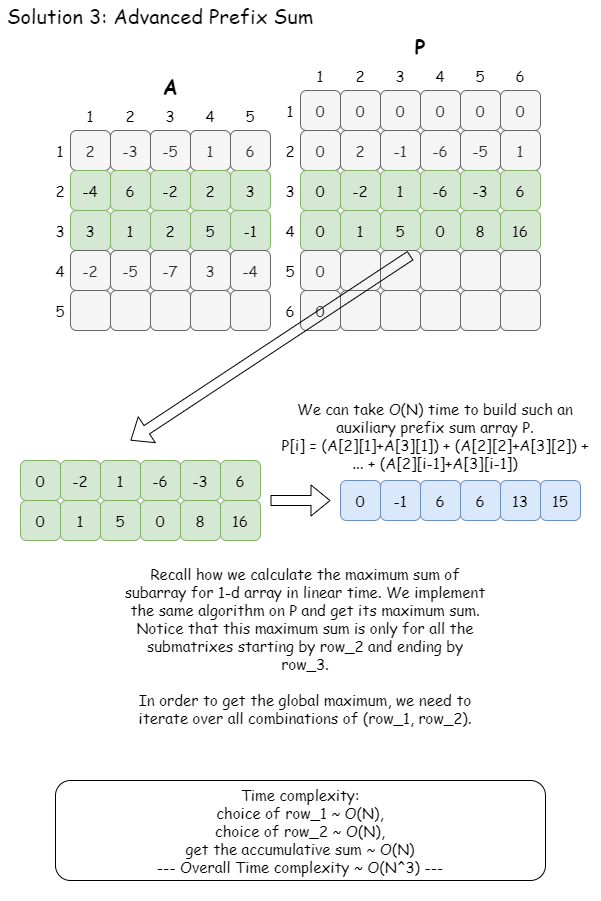 Solution 3: Advanced Prefix Sum
A
1 2 3 4 5
1 2 -3 -5 1 6
2 -4 6 -2 2 3
3 3 1 2 5 -1
4 -2 -5 -7 3 -4
5
P
1 2 3 4 5 6
1 0 0 0 0 0 0
2 0 2 -1 -6 -5 1
3 0 -2 1 -6 -3 6
4 0 1 5 0 8 16
5 0
6 0
We can take O(N) time to build such an
auxiliary prefix sum array P.
P[i] = (A[2][1]+A[3][1]) + (A[2][2]+A[3][2]) +
... + (A[2][i-1]+A[3][i-1])
0 -2 1 -6 -3 6
0 1 5 0 8 16
0 -1 6 6 13 15
Recall how we calculate the maximum sum of
subarray for 1-d array in linear time. We implement
the same algorithm on P and get its maximum sum.
Notice that this maximum sum is only for all the
submatrixes starting by row_2 and ending by
row_3.
In order to get the global maximum, we need to
iterate over all combinations of (row_1, row_2).
Time complexity:
choice of row_1 ~ O(N),
choice of row_2 ~ O(N),
get the accumulative sum ~ O(N)
--- Overall Time complexity ~ O(N^3) ---